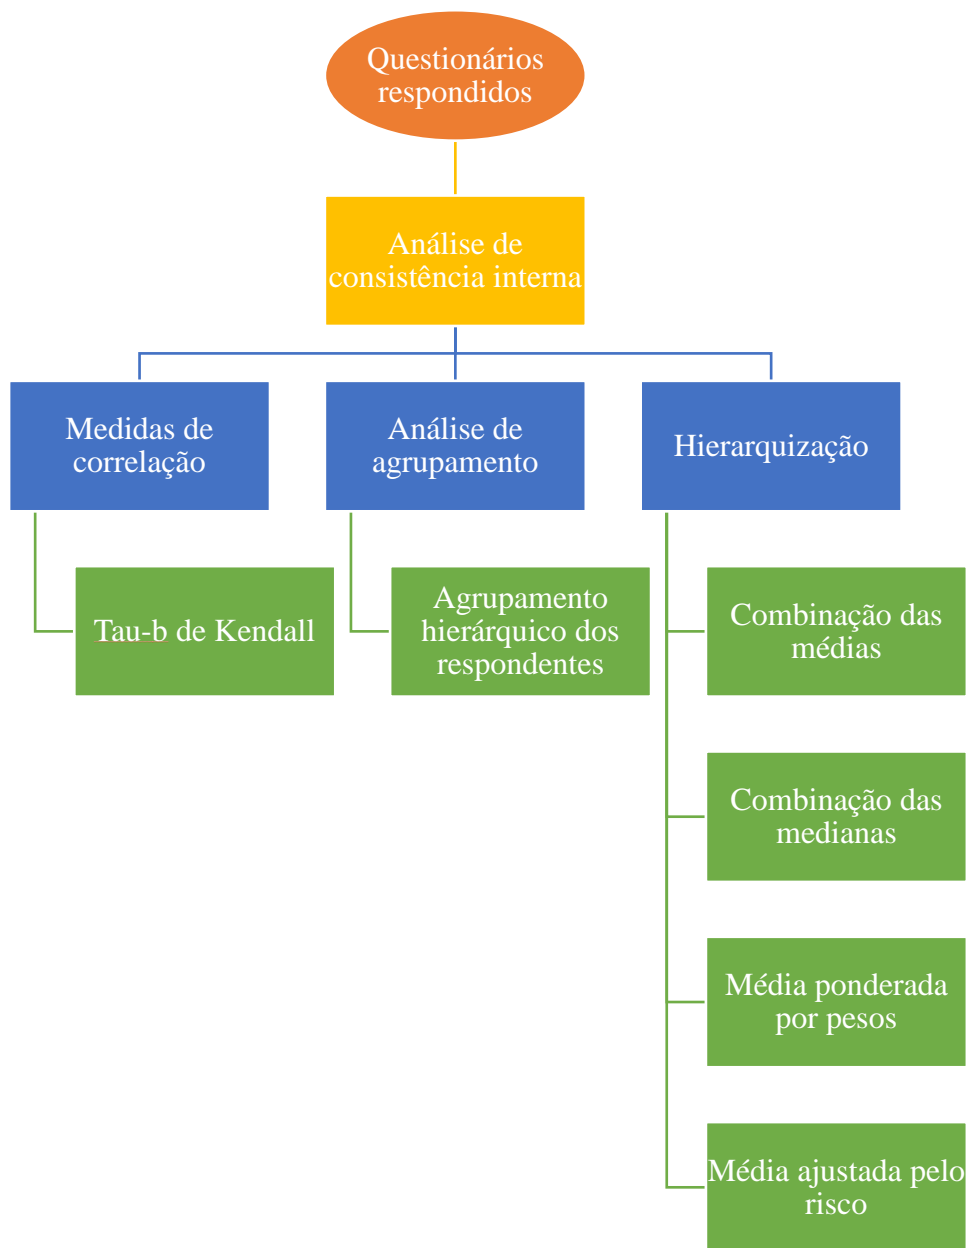 Questionários
respondidos
Análise de
consistência interna
Medidas de
correlação
Análise de
agrupamento
Hierarquização
Tau-b de Kendall
Agrupamento
hierárquico dos
respondentes
Combinação das
médias
Combinação das
medianas
Média ponderada
por pesos
Média ajustada pelo
risco